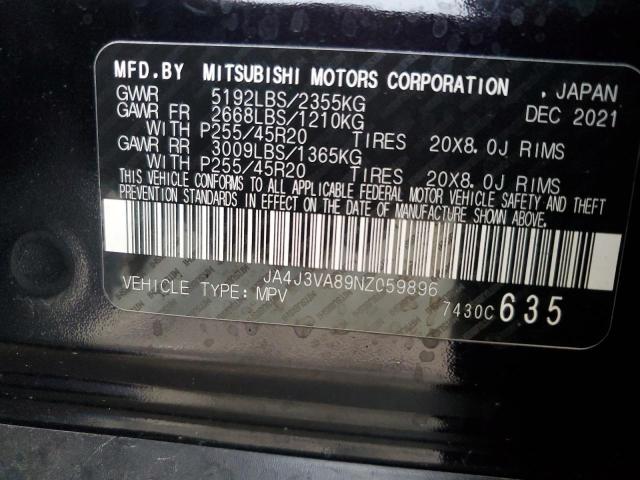 MFD.BY MITSUBISHI MOTORS CORPORATION , JAPAN
GVWR 5192LBS/2355KG DEC 2021
GAWR FR 2668LBS/1210KG
WITH P255/45R20 TIRES 20X8.0J RIMS
GAWR RR 3009LBS/1365KG
WITH P255/45R20 TIRES 20X8.0J RIMS
THIS VEHICLE CONFORMS TO ALL APPLICABLE FEDERAL MOTOR VEHICLE SAFETY AND THEFT
PREVENTION STANDARDS IN EFFECT ON THE DATE OF MANUFACTURE SHOWN ABOVE.
JA4J3VA89NZ059896
VEHICLE TYPE:MPV
7430C635